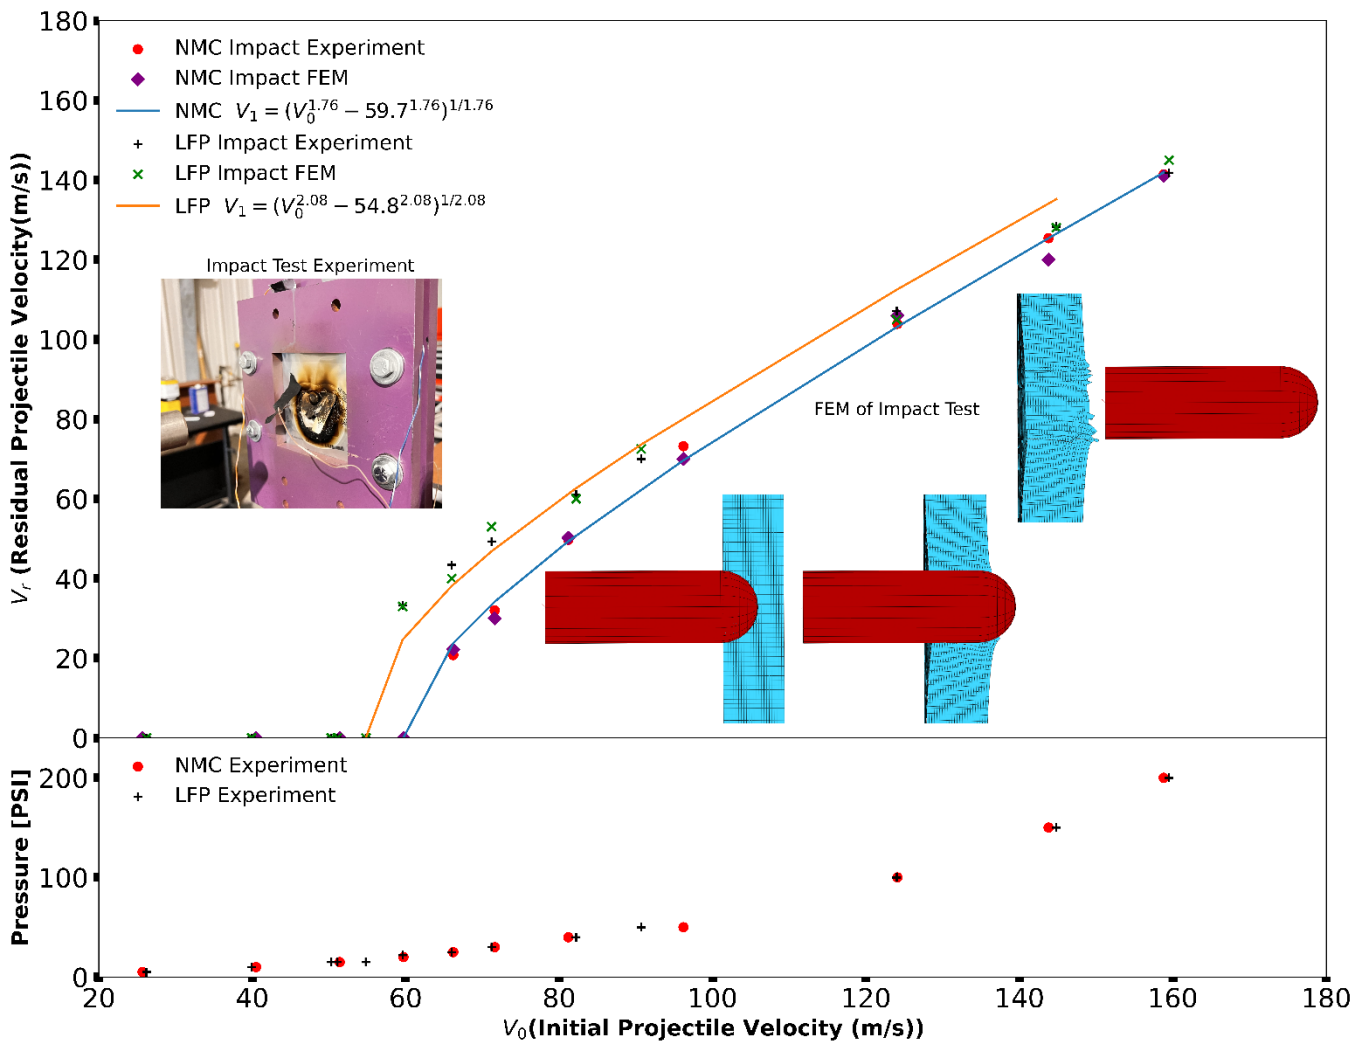 180
160
140
120
100
80
60
40
20
0
V_r (Residual Projectile Velocity(m/s))
NMC Impact Experiment
NMC Impact FEM
NMC V₁ = (V₀^1.76 − 59.7^1.76)^1/1.76
LFP Impact Experiment
LFP Impact FEM
LFP V₁ = (V₀^2.08 − 54.8^2.08)^1/2.08
Impact Test Experiment
FEM of Impact Test
200
100
0
Pressure [PSI]
NMC Experiment
LFP Experiment
20 40 60 80 100 120 140 160 180
V₀(Initial Projectile Velocity (m/s))